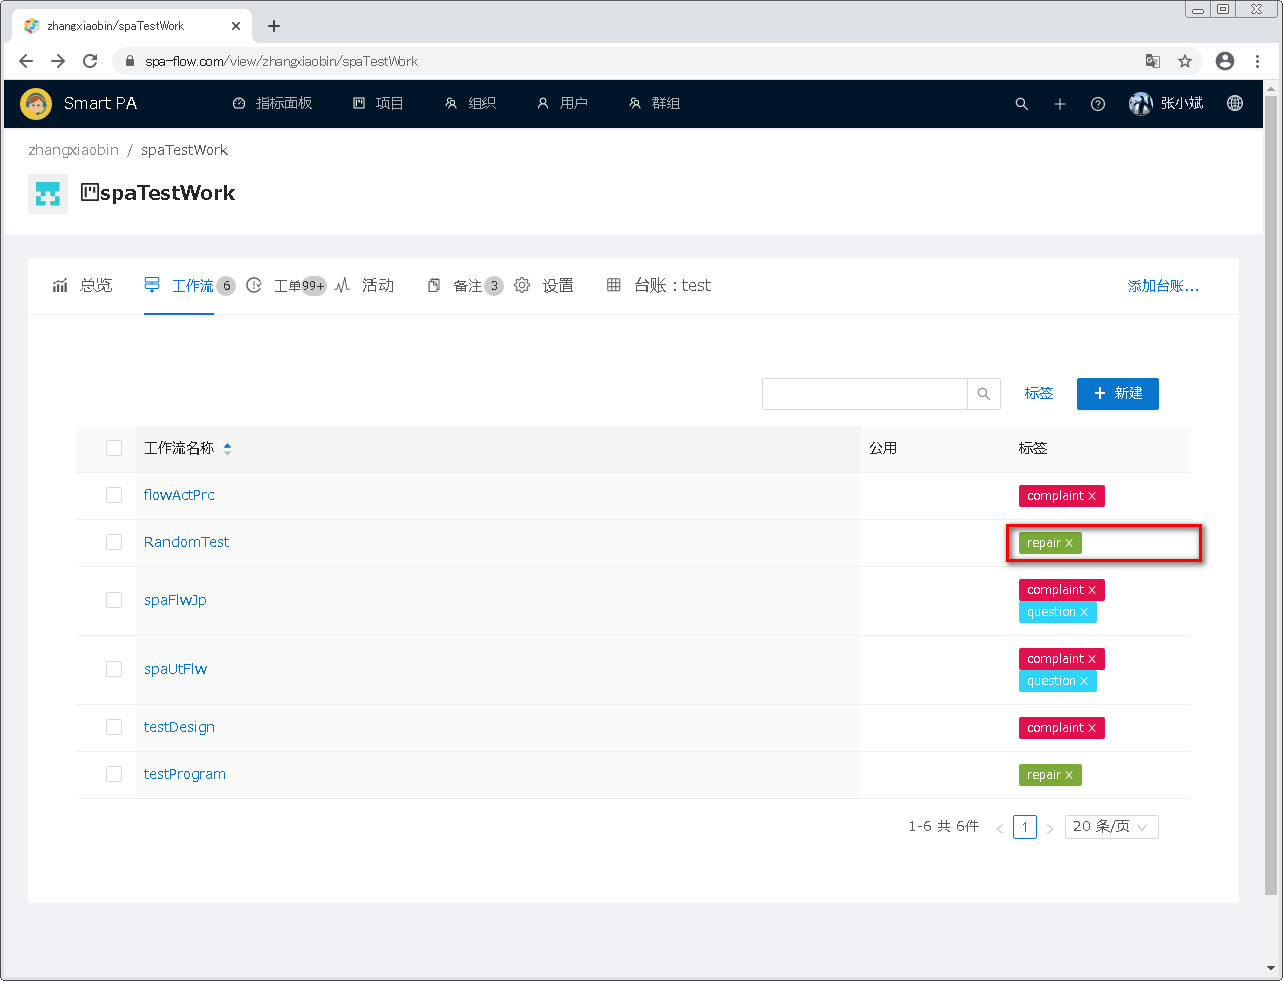 zhangxiaobin/spaTestWork
spa-flow.com/view/zhangxiaobin/spaTestWork
Smart PA 指标面板 项目 组织 用户 群组 张小斌
zhangxiaobin / spaTestWork
spaTestWork
总览 工作流 6 工单 99+ 活动 备注 3 设置 台账：test 添加台账...
标签 + 新建
工作流名称 公用 标签
flowActPrc complaint X
RandomTest repair X
spaFlwJp complaint X
question X
spaUtFlw complaint X
question X
testDesign complaint X
testProgram repair X
1-6 共 6件 < 1 > 20 条/页